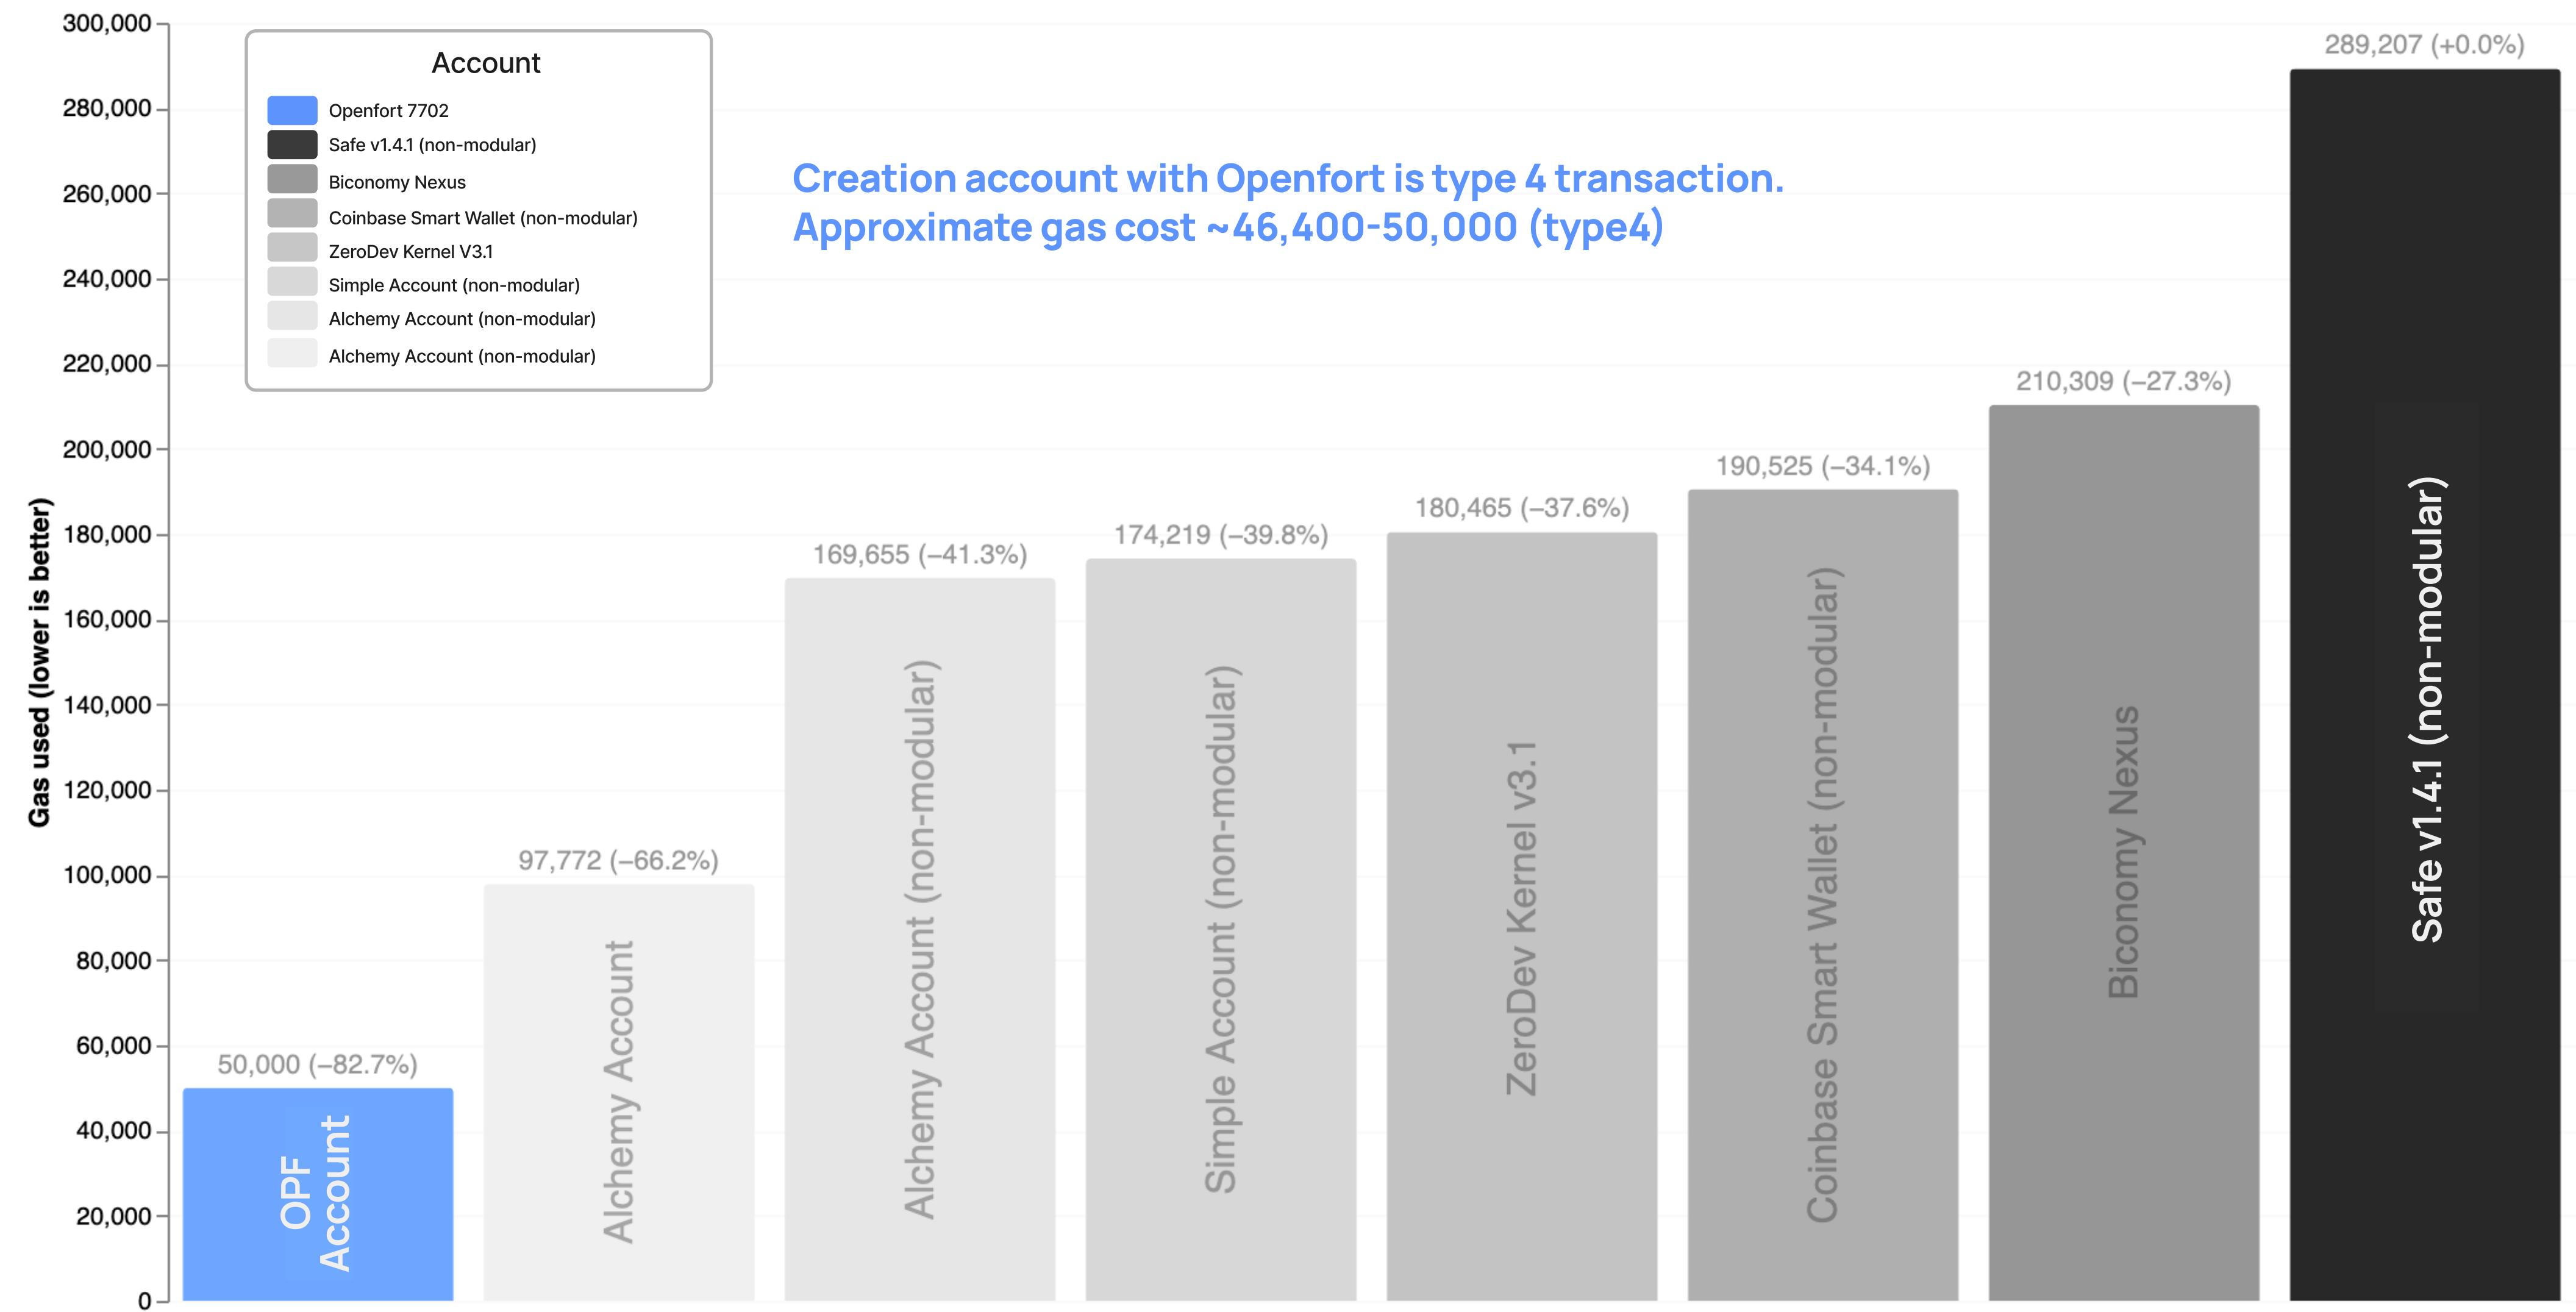 300,000
280,000
260,000
240,000
220,000
200,000
180,000
160,000
140,000
120,000
100,000
80,000
60,000
40,000
20,000
0
Gas used (lower is better)
Account
Openfort 7702
Safe v1.4.1 (non-modular)
Biconomy Nexus
Coinbase Smart Wallet (non-modular)
ZeroDev Kernel V3.1
Simple Account (non-modular)
Alchemy Account (non-modular)
Alchemy Account (non-modular)
Creation account with Openfort is type 4 transaction.
Approximate gas cost ~46,400-50,000 (type4)
50,000 (–82.7%)
OPF
Account
97,772 (–66.2%)
Alchemy Account
169,655 (–41.3%)
Alchemy Account (non-modular)
174,219 (–39.8%)
Simple Account (non-modular)
180,465 (–37.6%)
ZeroDev Kernel v3.1
190,525 (–34.1%)
Coinbase Smart Wallet (non-modular)
210,309 (–27.3%)
Biconomy Nexus
289,207 (+0.0%)
Safe v1.4.1 (non-modular)